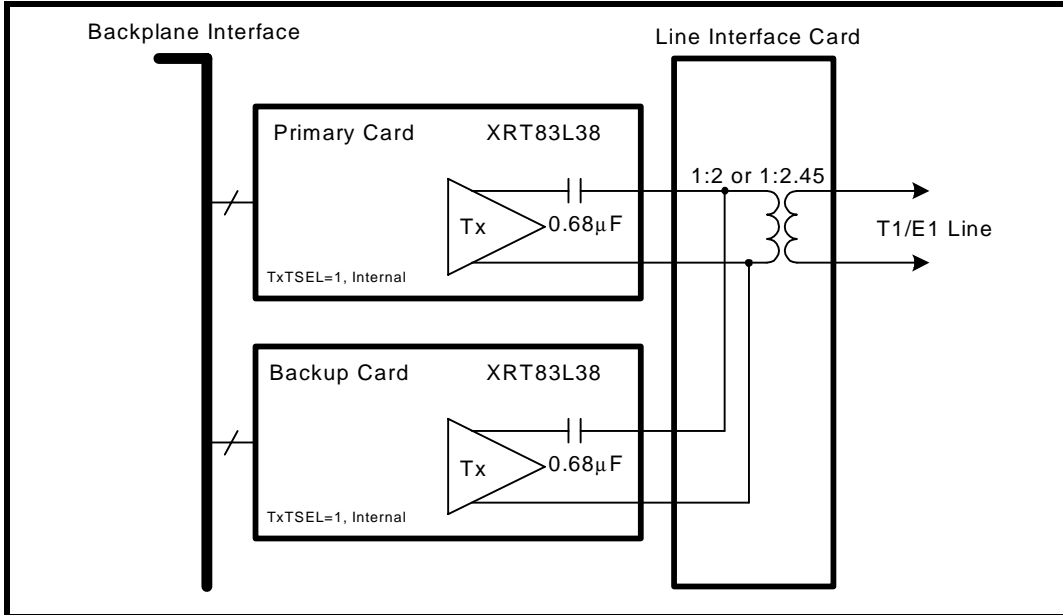 Backplane Interface
Line Interface Card
Primary Card XRT83L38
1:2 or 1:2.45
Tx
0.68μF
T1/E1 Line
TxTSEL=1, Internal
Backup Card XRT83L38
Tx
0.68μF
TxTSEL=1, Internal